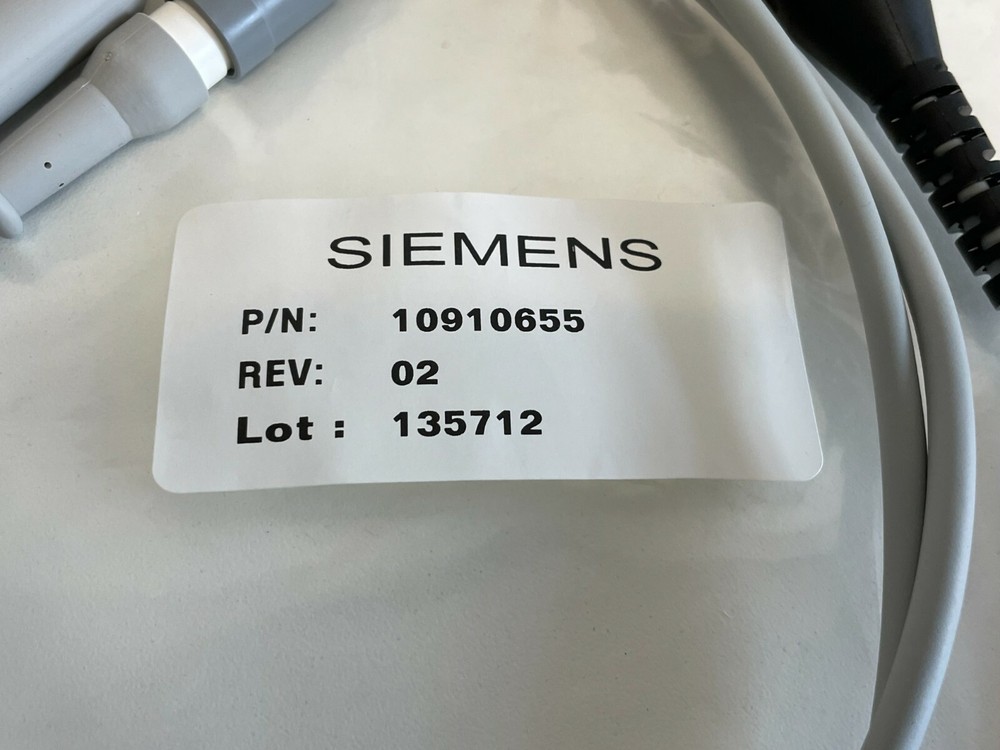 SIEMENS
P/N: 10910655
REV: 02
Lot : 135712